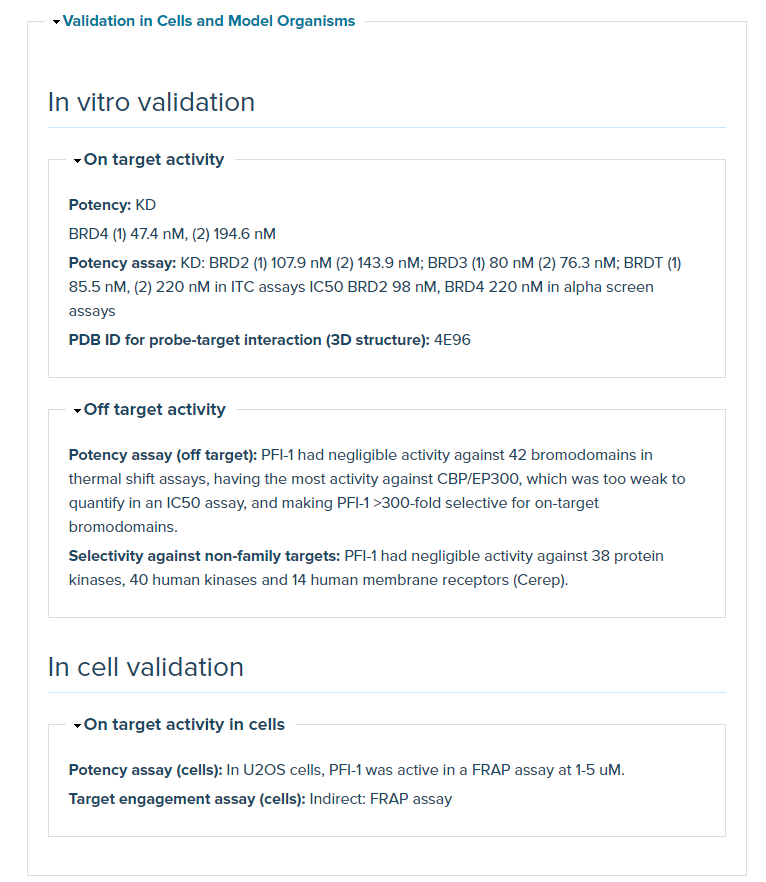 Validation in Cells and Model Organisms
In vitro validation
On target activity
Potency: KD
BRD4 (1) 47.4 nM, (2) 194.6 nM
Potency assay: KD: BRD2 (1) 107.9 nM (2) 143.9 nM; BRD3 (1) 80 nM (2) 76.3 nM; BRDT (1)
85.5 nM, (2) 220 nM in ITC assays IC50 BRD2 98 nM, BRD4 220 nM in alpha screen
assays
PDB ID for probe-target interaction (3D structure): 4E96
Off target activity
Potency assay (off target): PFI-1 had negligible activity against 42 bromodomains in
thermal shift assays, having the most activity against CBP/EP300, which was too weak to
quantify in an IC50 assay, and making PFI-1 >300-fold selective for on-target
bromodomains.
Selectivity against non-family targets: PFI-1 had negligible activity against 38 protein
kinases, 40 human kinases and 14 human membrane receptors (Cerep).
In cell validation
On target activity in cells
Potency assay (cells): In U2OS cells, PFI-1 was active in a FRAP assay at 1-5 uM.
Target engagement assay (cells): Indirect: FRAP assay